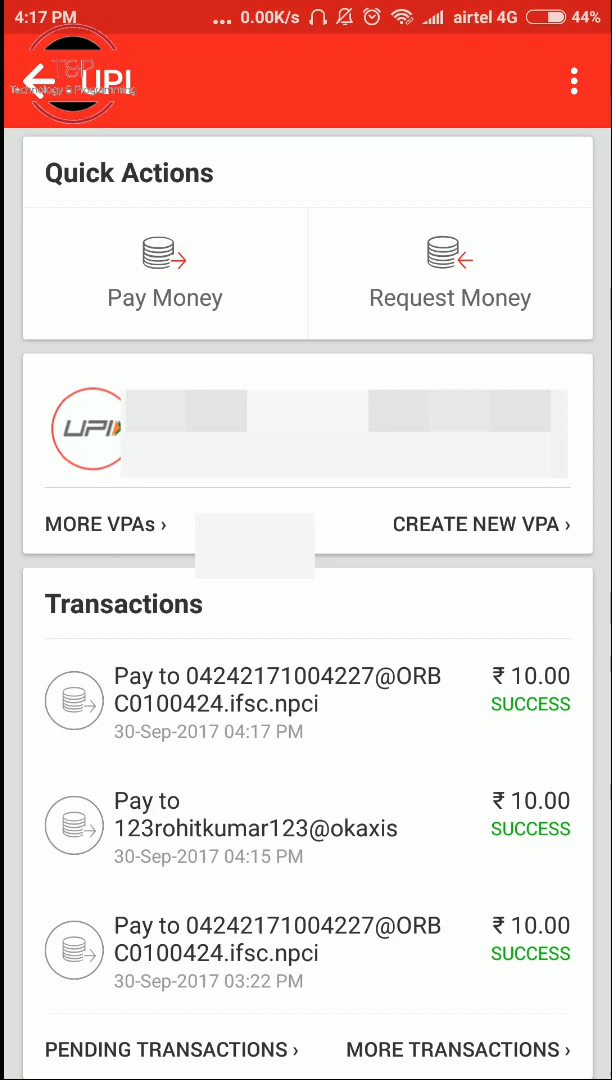 4:17 PM ... 0.00K/s airtel 4G 44%
T&P
UPI
Technology & Programming
Quick Actions
Pay Money Request Money
UPI
MORE VPAs › CREATE NEW VPA ›
Transactions
Pay to 04242171004227@ORB ₹ 10.00
C0100424.ifsc.npci SUCCESS
30-Sep-2017 04:17 PM
Pay to ₹ 10.00
123rohitkumar123@okaxis SUCCESS
30-Sep-2017 04:15 PM
Pay to 04242171004227@ORB ₹ 10.00
C0100424.ifsc.npci SUCCESS
30-Sep-2017 03:22 PM
PENDING TRANSACTIONS › MORE TRANSACTIONS ›